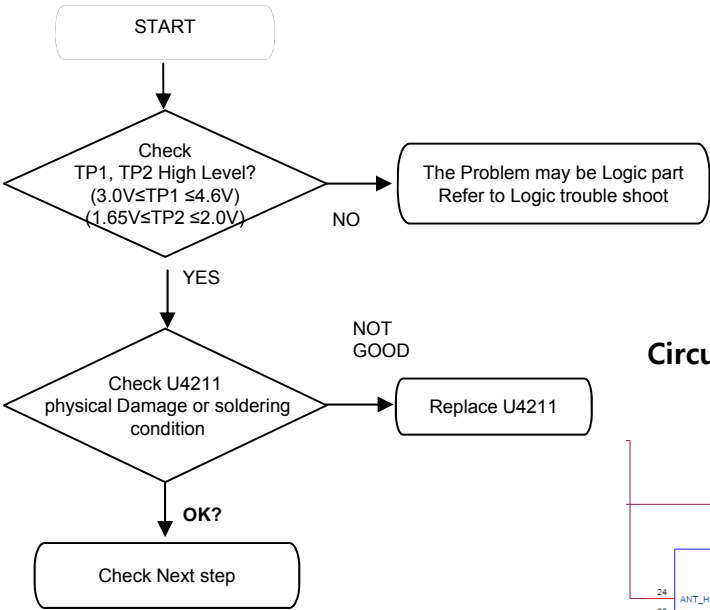 START
Check
TP1, TP2 High Level?
(3.0V≤TP1 ≤4.6V)
(1.65V≤TP2 ≤2.0V)
The Problem may be Logic part
Refer to Logic trouble shoot
NO
YES
NOT
GOOD
Check U4211
physical Damage or soldering
condition
Replace U4211
OK?
Check Next step
Circu
24
ANT_H